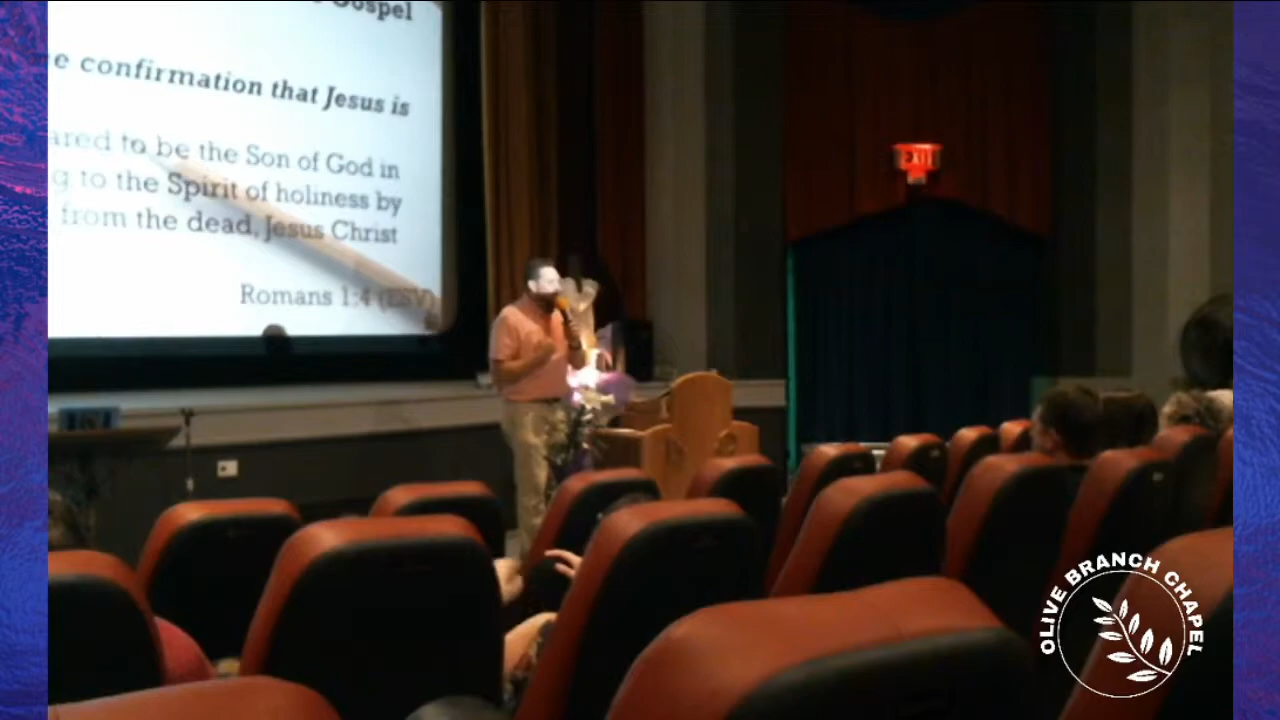 Gospel
confirmation that Jesus is
to be the Son of God in
to the Spirit of holiness by
from the dead, Jesus Christ
Romans 1:4 (ESV)
EXIT
OLIVE BRANCH CHAPEL